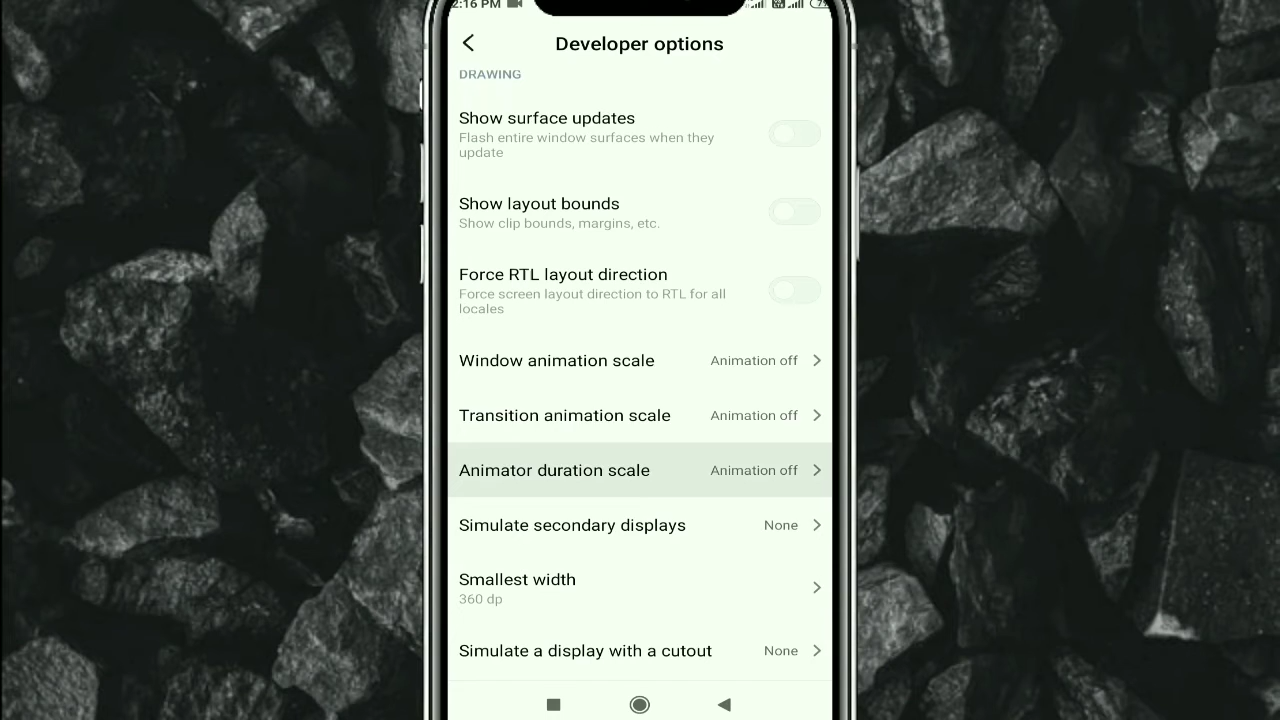 2:16 PM
Developer options
DRAWING
Show surface updates
Flash entire window surfaces when they
update
Show layout bounds
Show clip bounds, margins, etc.
Force RTL layout direction
Force screen layout direction to RTL for all
locales
Window animation scale Animation off
Transition animation scale Animation off
Animator duration scale Animation off
Simulate secondary displays None
Smallest width
360 dp
Simulate a display with a cutout None